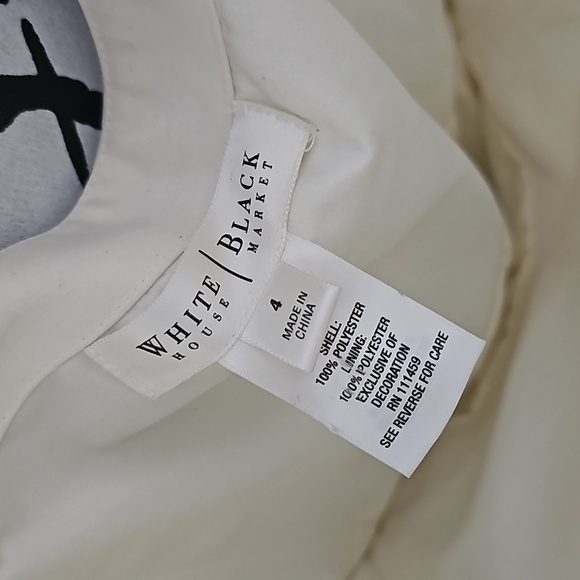 WHITE / BLACK
HOUSE MARKET
4
MADE IN
CHINA
SHELL:
100% POLYESTER
LINING:
100% POLYESTER
EXCLUSIVE OF
DECORATION
RN 111459
SEE REVERSE FOR CARE